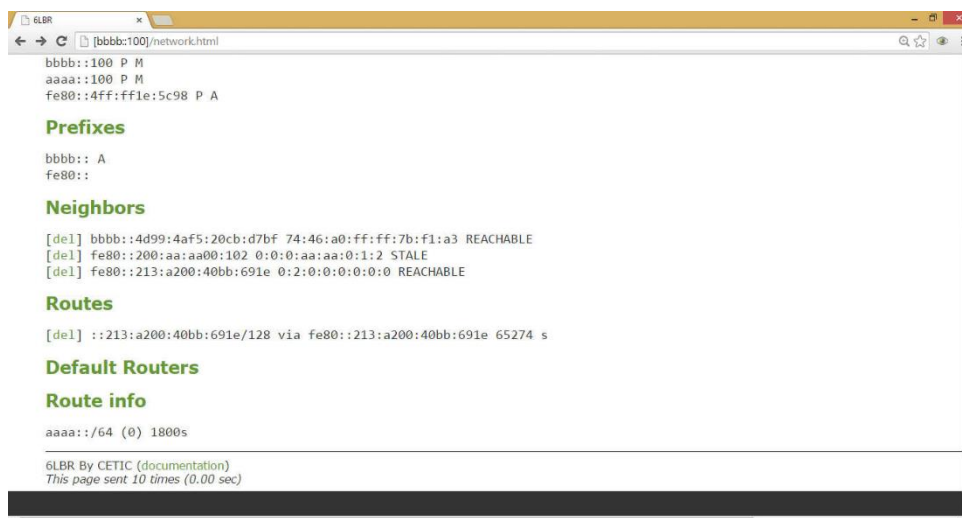 6LBR
[bbbb::100]/network.html
bbbb::100 P M
aaaa::100 P M
fe80::4ff:ff1e:5c98 P A
Prefixes
bbbb:: A
fe80::
Neighbors
[del] bbbb::4d99:4af5:20cb:d7bf 74:46:a0:ff:ff:7b:f1:a3 REACHABLE
[del] fe80::200:aa:aa00:102 0:0:0:aa:aa:0:1:2 STALE
[del] fe80::213:a200:40bb:691e 0:2:0:0:0:0:0:0 REACHABLE
Routes
[del] ::213:a200:40bb:691e/128 via fe80::213:a200:40bb:691e 65274 s
Default Routers
Route info
aaaa::/64 (0) 1800s
6LBR By CETIC (documentation)
This page sent 10 times (0.00 sec)